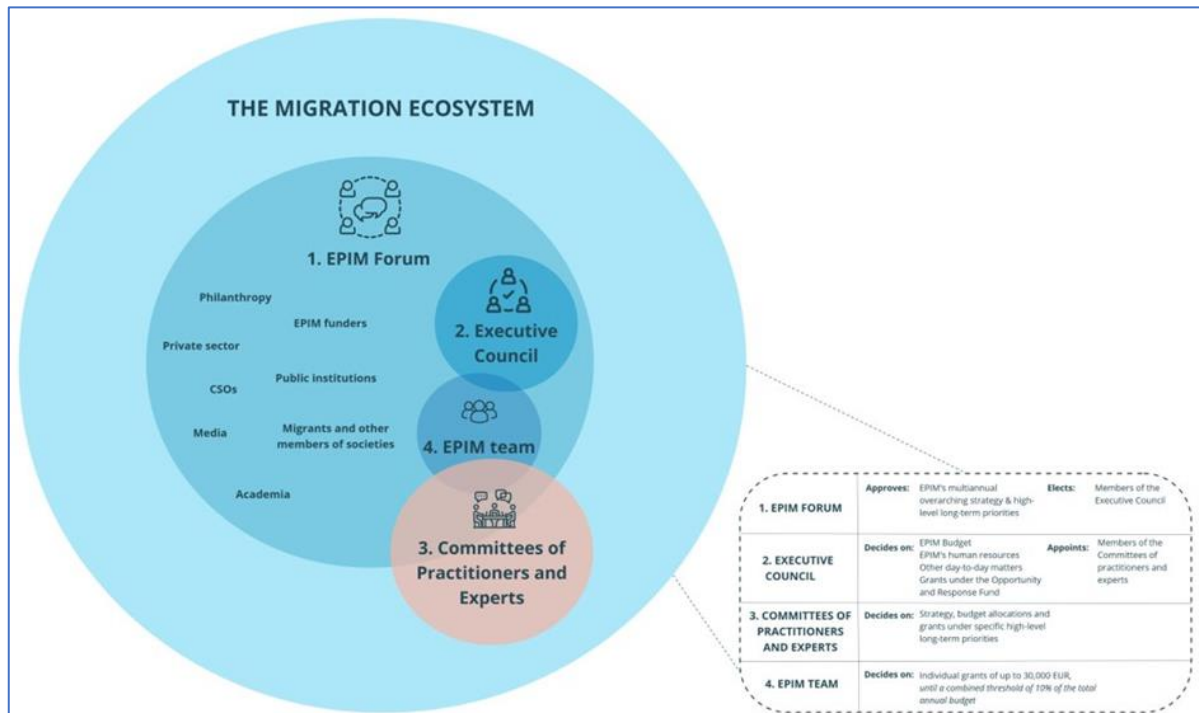 THE MIGRATION ECOSYSTEM
1. EPIM Forum
Philanthropy
EPIM funders
Private sector
Public institutions
CSOs
Media
Migrants and other
members of societies
Academia
2. Executive
Council
4. EPIM team
3. Committees of
Practitioners and
Experts
1. EPIM FORUM
Approves:
EPIM's multiannual
overarching strategy & high-
level long-term priorities
Elects:
Members of the
Executive Council
2. EXECUTIVE
COUNCIL
Decides on:
EPIM Budget
EPIM's human resources
Other day-to-day matters
Grants under the Opportunity
and Response Fund
Appoints:
Members of the
Committees of
practitioners and
experts
3. COMMITTEES OF
PRACTITIONERS
AND EXPERTS
Decides on:
Strategy, budget allocations and
grants under specific high-level
long-term priorities
4. EPIM TEAM
Decides on:
Individual grants of up to 30,000 EUR,
until a combined threshold of 10% of the total
annual budget